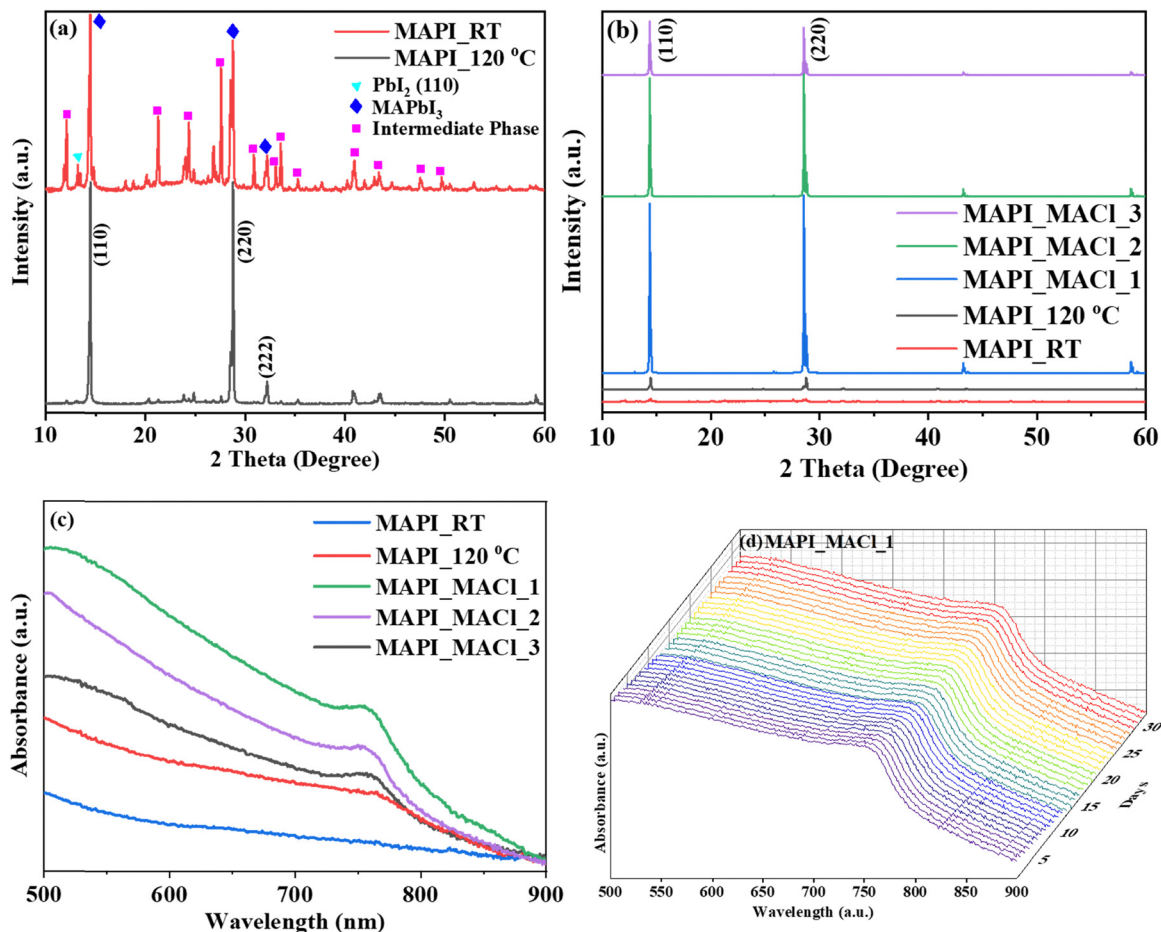 (a)
MAPI_RT
MAPI_120 ⁰C
PbI₂ (110)
MAPbI₃
Intermediate Phase
(110)
(220)
(222)
Intensity (a.u.)
10 20 30 40 50 60
2 Theta (Degree)
(b)
(110)
(220)
MAPI_MACl_3
MAPI_MACl_2
MAPI_MACl_1
MAPI_120 ⁰C
MAPI_RT
Intensity (a.u.)
10 20 30 40 50 60
2 Theta (Degree)
(c)
MAPI_RT
MAPI_120 ⁰C
MAPI_MACl_1
MAPI_MACl_2
MAPI_MACl_3
Absorbance (a.u.)
500 600 700 800 900
Wavelength (nm)
(d) MAPI_MACl_1
Absorbance (a.u.)
500 550 600 650 700 750 800 850 900
Wavelength (a.u.)
5 10 15 20 25 30
Days